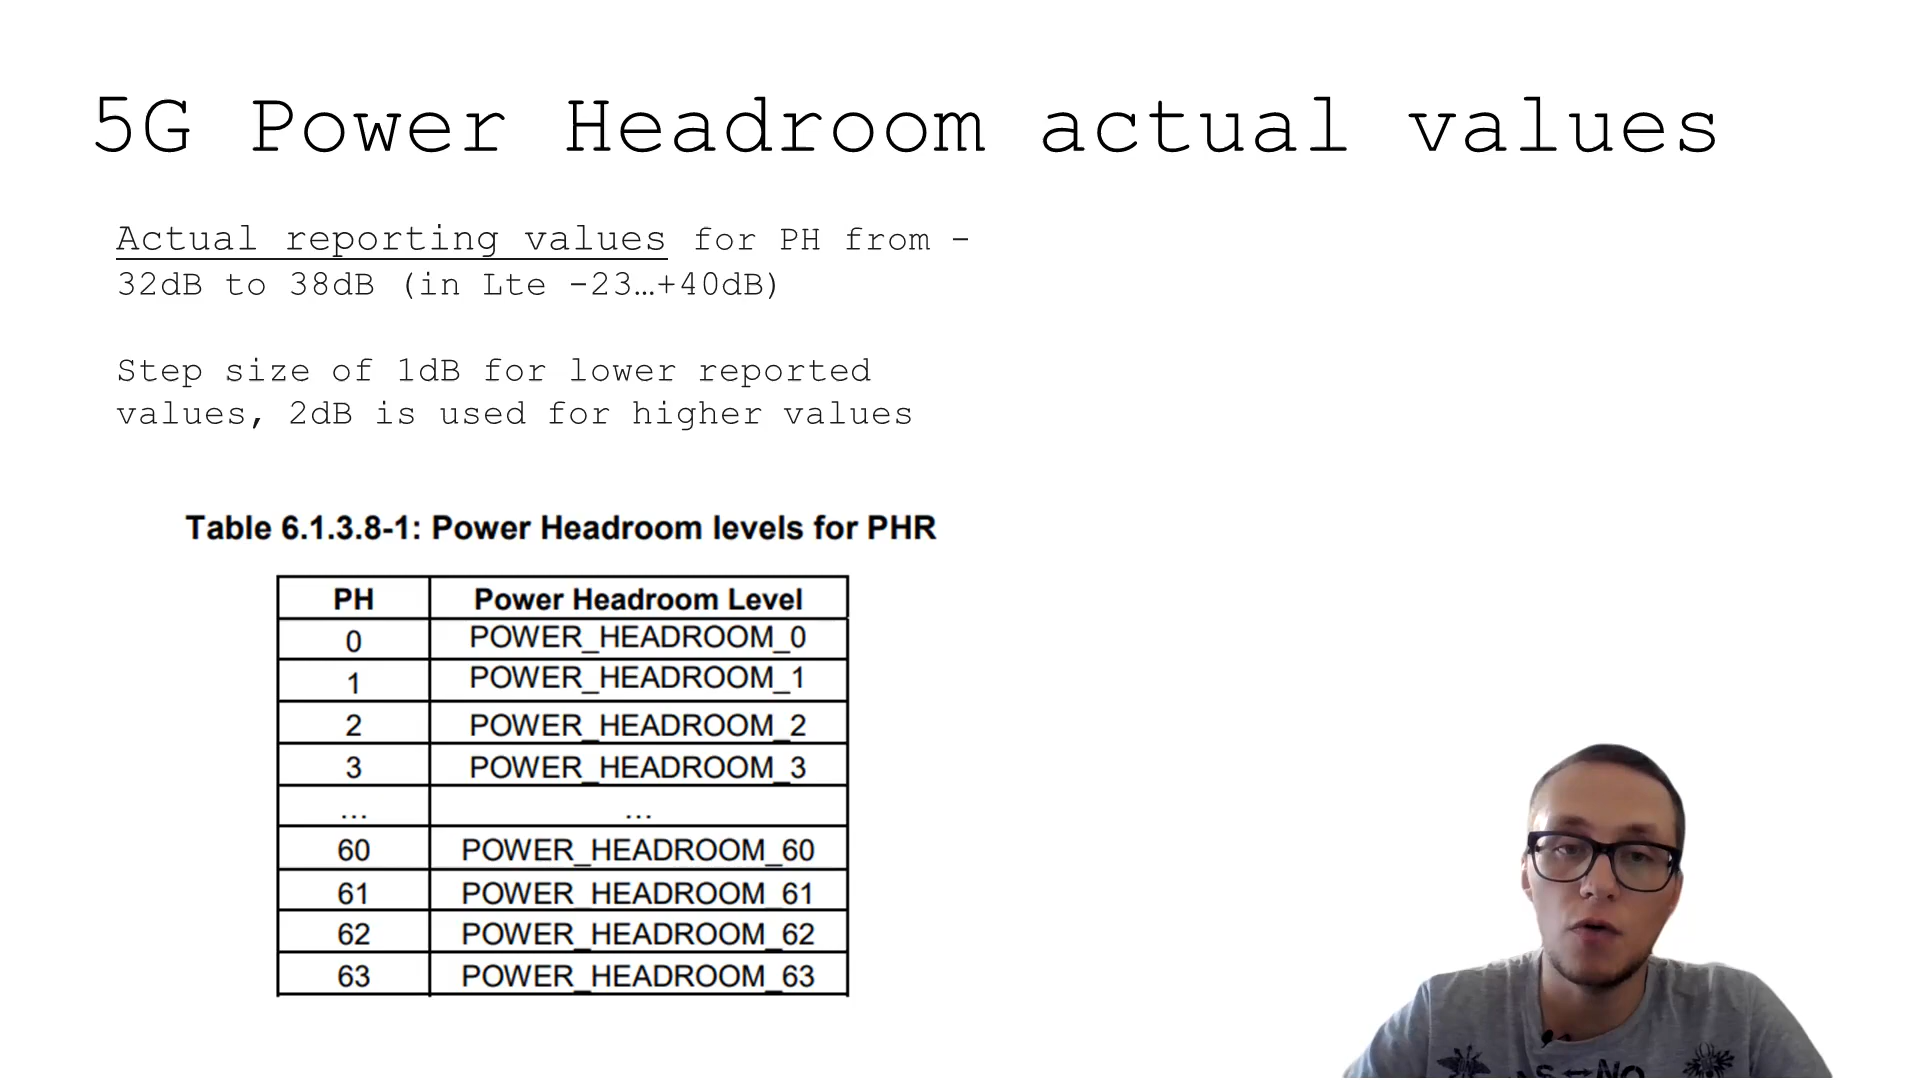 5G Power Headroom actual values
Actual reporting values for PH from -
32dB to 38dB (in Lte -23…+40dB)
Step size of 1dB for lower reported
values, 2dB is used for higher values
Table 6.1.3.8-1: Power Headroom levels for PHR
PH Power Headroom Level
0 POWER_HEADROOM_0
1 POWER_HEADROOM_1
2 POWER_HEADROOM_2
3 POWER_HEADROOM_3
... ...
60 POWER_HEADROOM_60
61 POWER_HEADROOM_61
62 POWER_HEADROOM_62
63 POWER_HEADROOM_63